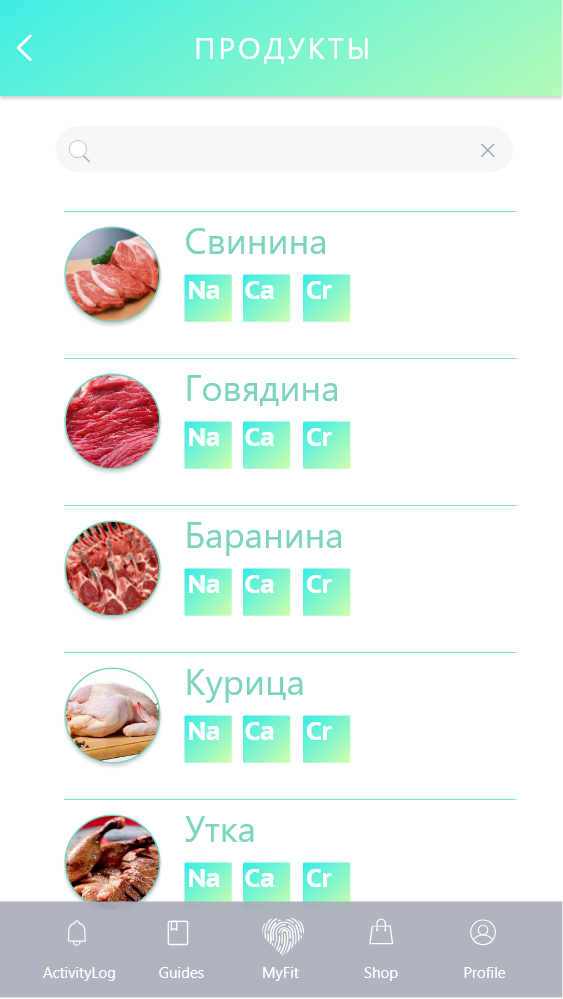 ПРОДУКТЫ
Свинина
Na Ca Cr
Говядина
Na Ca Cr
Баранина
Na Ca Cr
Курица
Na Ca Cr
Утка
Na Ca Cr
ActivityLog Guides MyFit Shop Profile